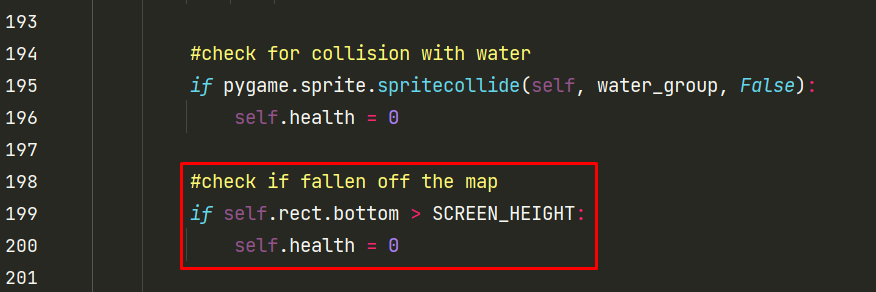 193
194 #check for collision with water
195 if pygame.sprite.spritecollide(self, water_group, False):
196 self.health = 0
197
198 #check if fallen off the map
199 if self.rect.bottom > SCREEN_HEIGHT:
200 self.health = 0
201